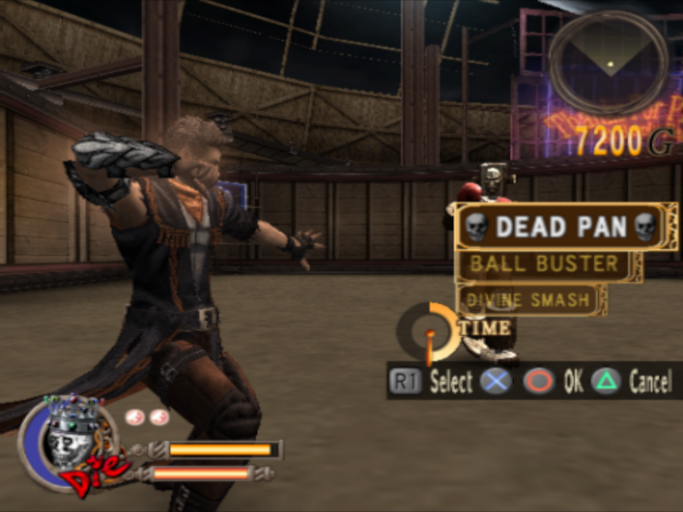 7200G
DEAD PAN
BALL BUSTER
DIVINE SMASH
TIME
R1 Select OK Cancel
Die